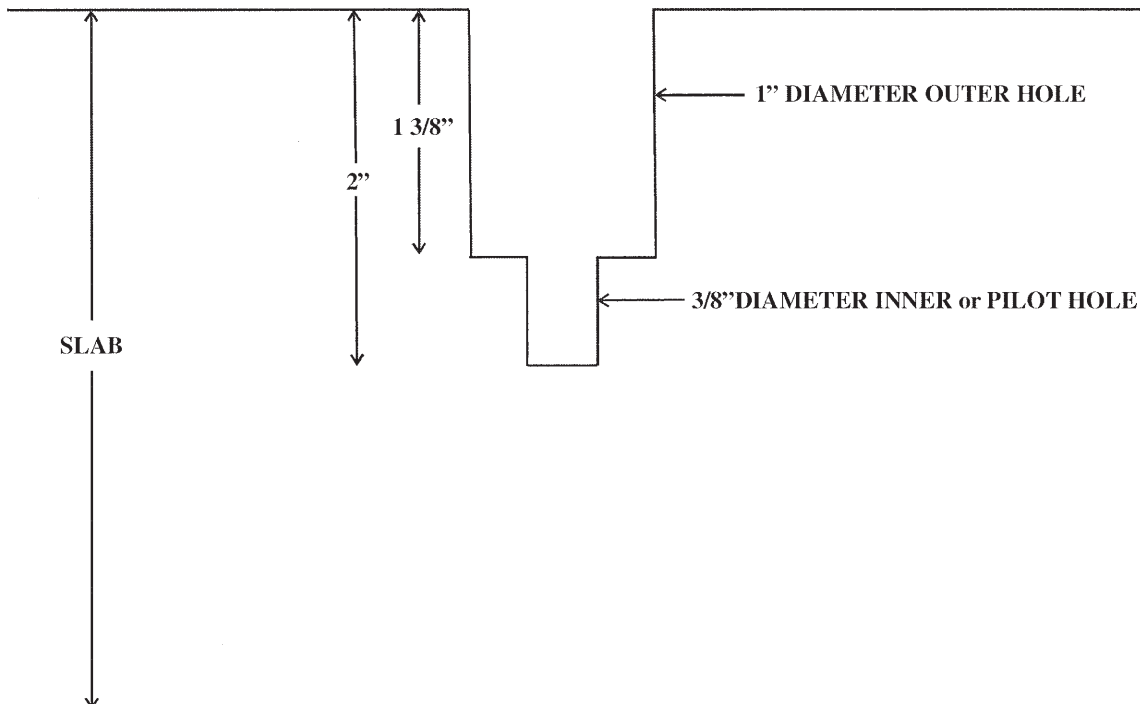 1” DIAMETER OUTER HOLE
1 3/8”
2”
3/8”DIAMETER INNER or PILOT HOLE
SLAB